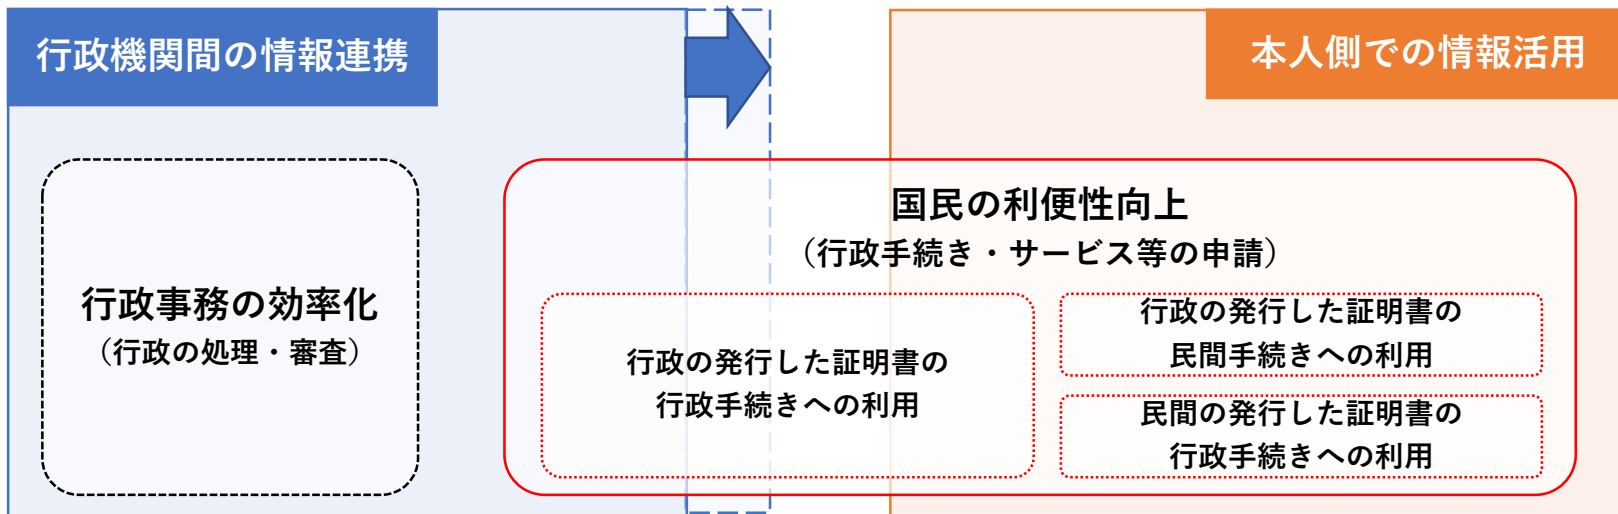 行政機関間の情報連携
本人側での情報活用
行政事務の効率化
（行政の処理・審査）
国民の利便性向上
（行政手続き・サービス等の申請）
行政の発行した証明書の
行政手続きへの利用
行政の発行した証明書の
民間手続きへの利用
民間の発行した証明書の
行政手続きへの利用